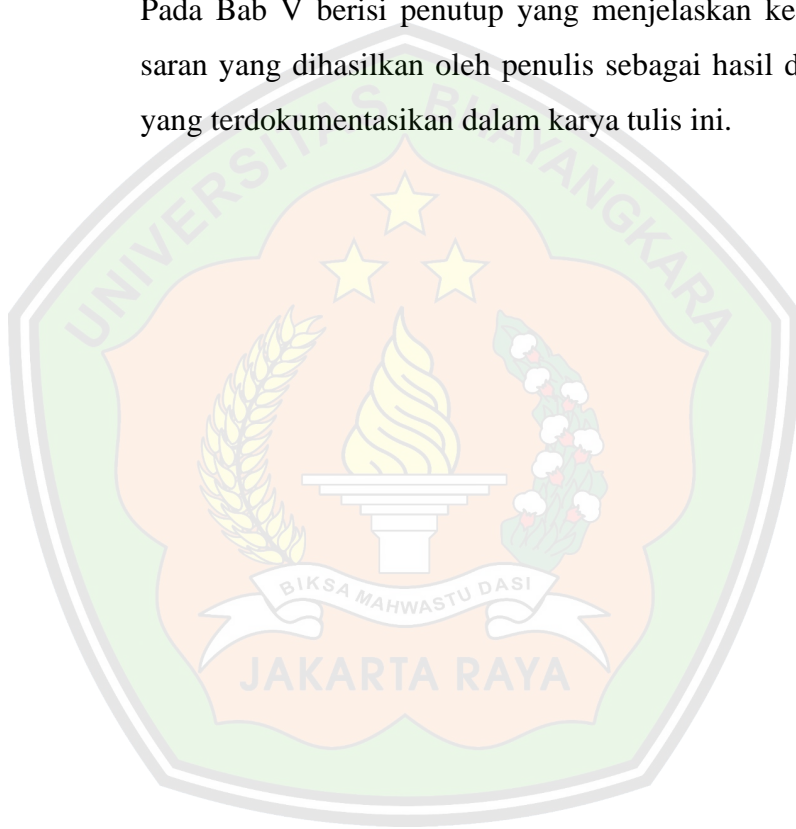 Pada Bab V berisi penutup yang menjelaskan ke
saran yang dihasilkan oleh penulis sebagai hasil d
yang terdokumentasikan dalam karya tulis ini.
UNIVERSITAS BHAYANGKARA
BIKSA MAHWASTU DASI
JAKARTA RAYA